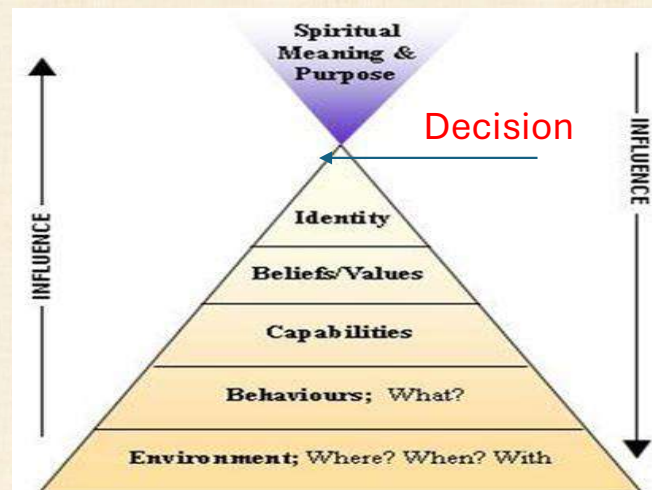 Spiritual
Meaning &
Purpose
Decision
INFLUENCE
INFLUENCE
Identity
Beliefs/Values
Capabilities
Behaviours; What?
Environment; Where? When? With